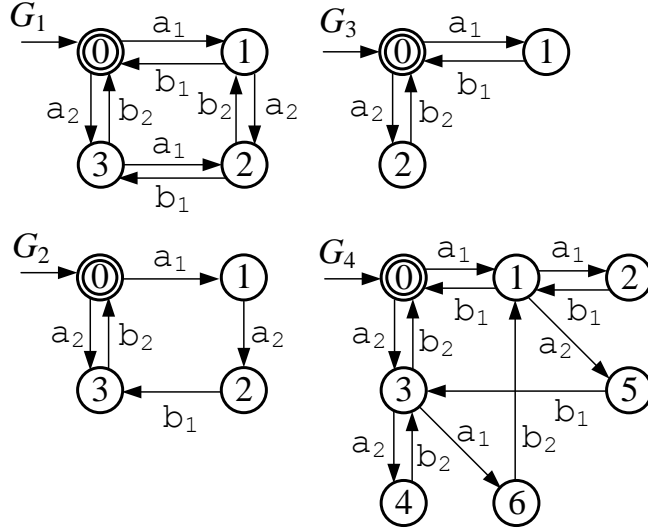 G₁ 0 a₁ 1
b₁
a₂ b₂ b₂ a₂
3 a₁ 2
b₁
G₃ 0 a₁ 1
b₁
a₂ b₂
2
G₂ 0 a₁ 1
a₂ b₂ a₂
3 2
b₁
G₄ 0 a₁ 1 a₁ 2
b₁ b₁
a₂ b₂ a₂
3 5
b₁
a₂ b₂ a₁ b₂
4 6